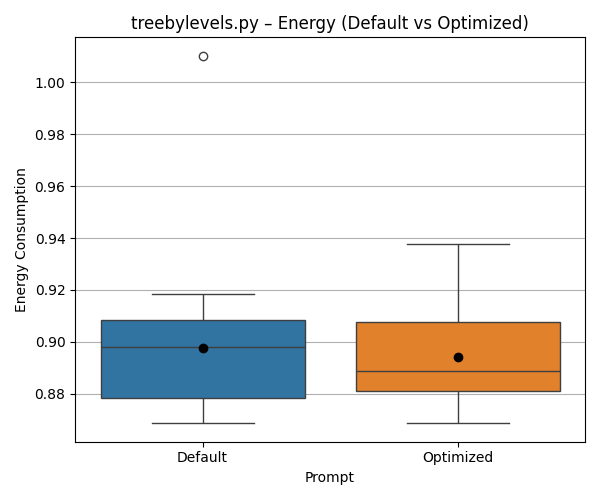 treebylevels.py – Energy (Default vs Optimized)
1.00
0.98
0.96
0.94
0.92
0.90
0.88
Energy Consumption
Default
Optimized
Prompt